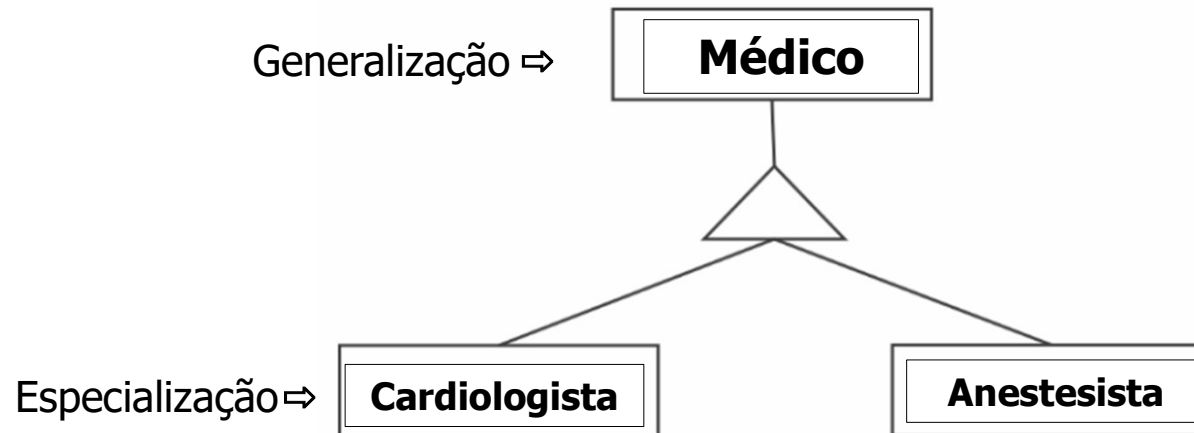 Generalização ⇨ Médico
Especialização ⇨ Cardiologista Anestesista